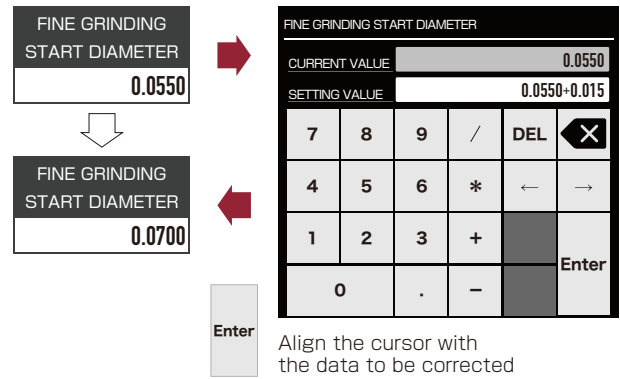 FINE GRINDING
START DIAMETER
0.0550
FINE GRINDING
START DIAMETER
0.0700
FINE GRINDING START DIAMETER
CURRENT VALUE 0.0550
SETTING VALUE 0.0550+0.015
7 8 9 / DEL
4 5 6 * ← →
1 2 3 +
0 . − Enter
Enter
Align the cursor with
the data to be corrected